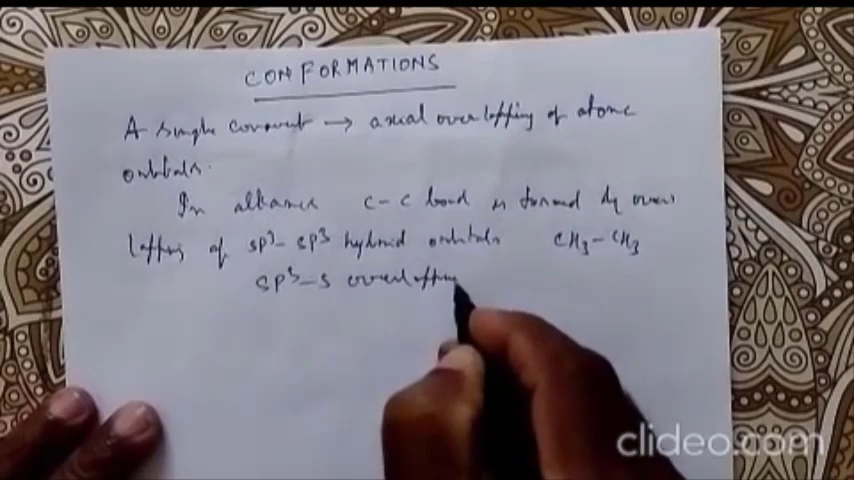 CONFORMATIONS
A single covalent → axial overlapping of atomic
orbitals.
In alkanes C-C bond is formed by over
lapping of sp³-sp³ hybrid orbitals CH₃-CH₃
sp³-s overlapping
clideo.com